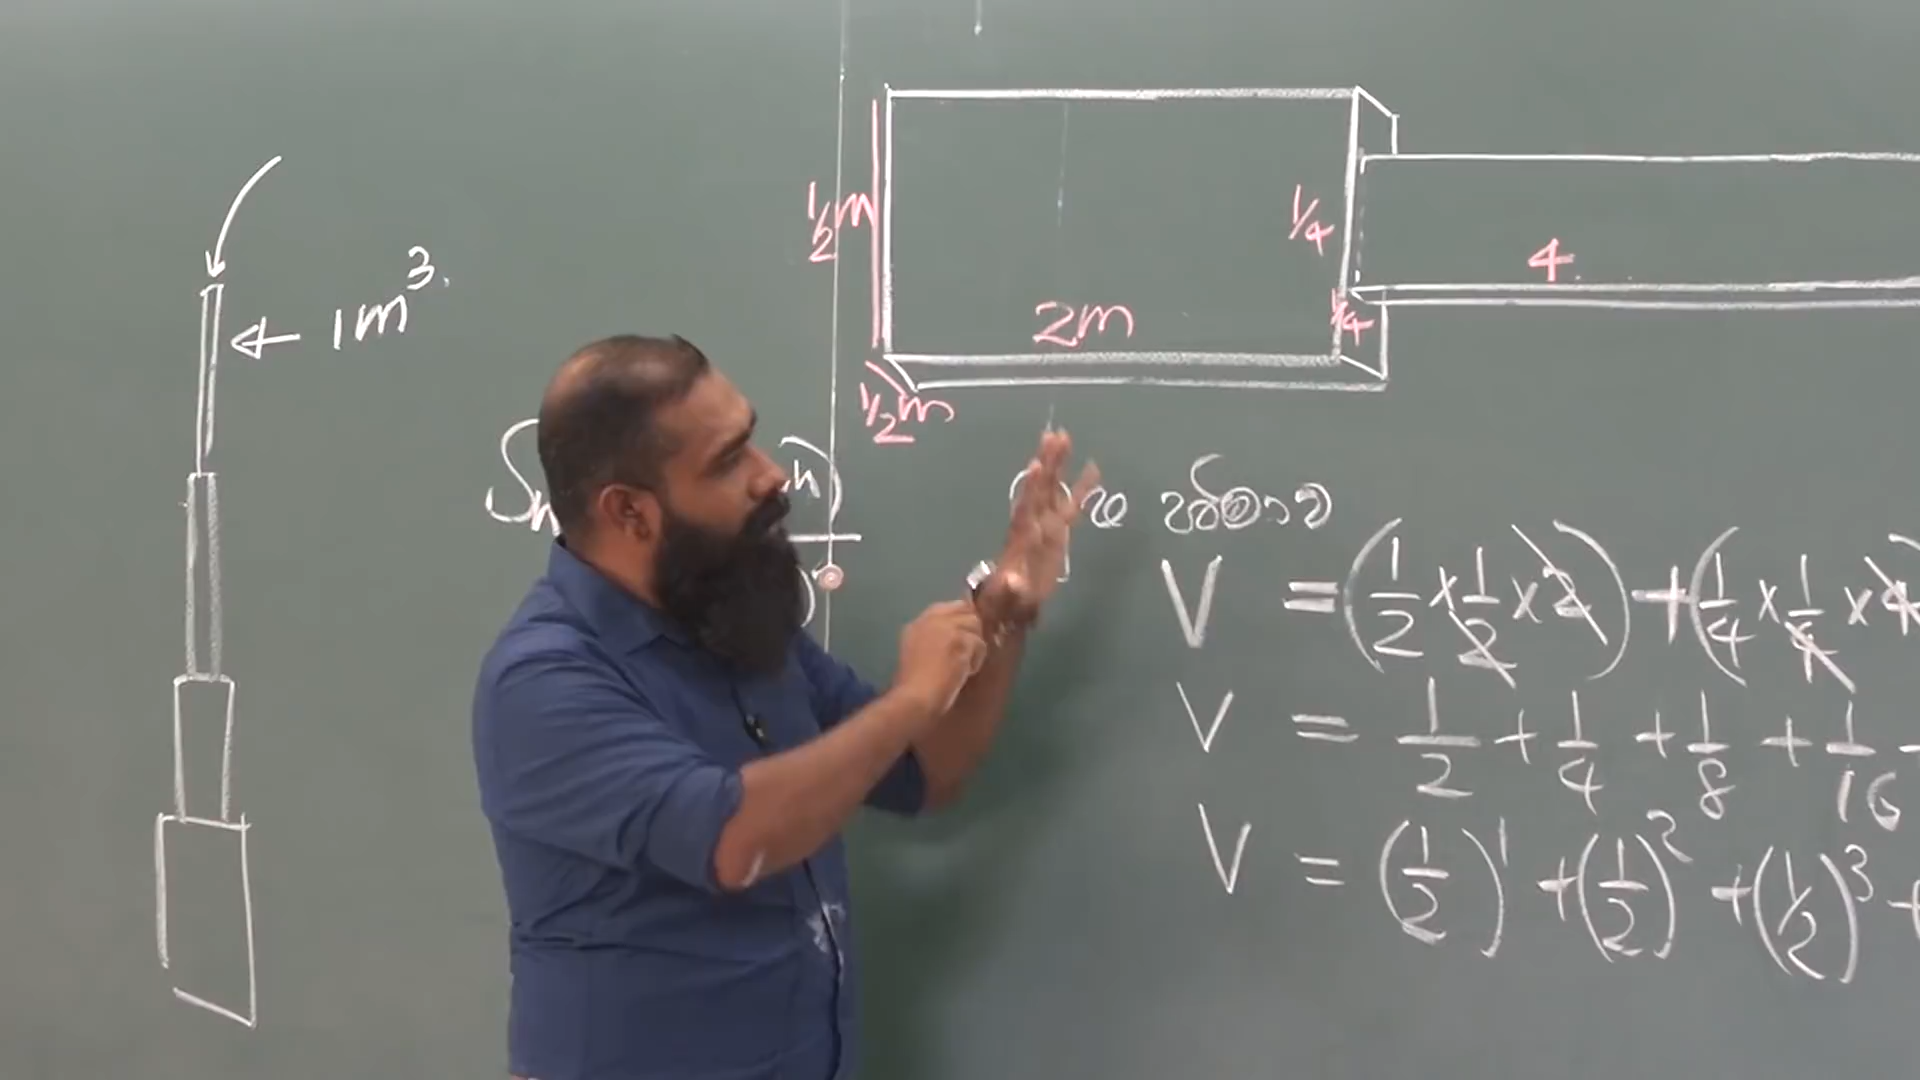 1m³
½m
2m
½m
¼
¼
4
පරිමාව
V = (1/2 × 1/2 × 2) + (1/4 × 1/4 × 4
V = 1/2 + 1/4 + 1/8 + 1/16 +
V = (1/2)¹ + (1/2)² + (1/2)³ +